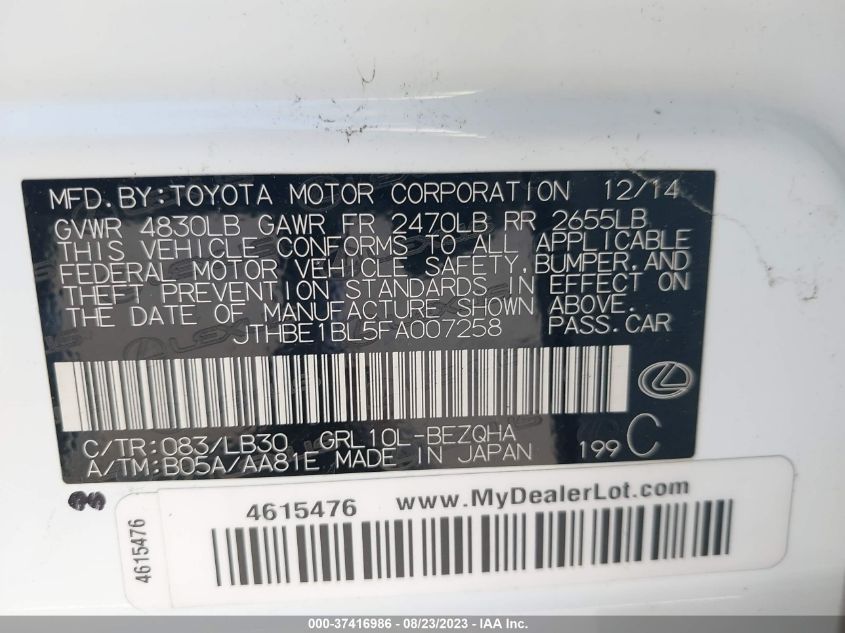 MFD. BY: TOYOTA MOTOR CORPORATION 12/14
GVWR 4830LB GAWR FR 2470LB RR 2655LB
THIS VEHICLE CONFORMS TO ALL APPLICABLE
FEDERAL MOTOR VEHICLE SAFETY, BUMPER, AND
THEFT PREVENTION STANDARDS IN EFFECT ON
THE DATE OF MANUFACTURE SHOWN ABOVE.
JTHBE1BL5FA007258 PASS. CAR
C/TR: 083/LB30 GRL10L-BEZQHA
A/TM: B05A/AA81E MADE IN JAPAN 199 C
4615476 www.MyDealerLot.com
4615476
000-37416986 - 08/23/2023 - © IAA Inc.